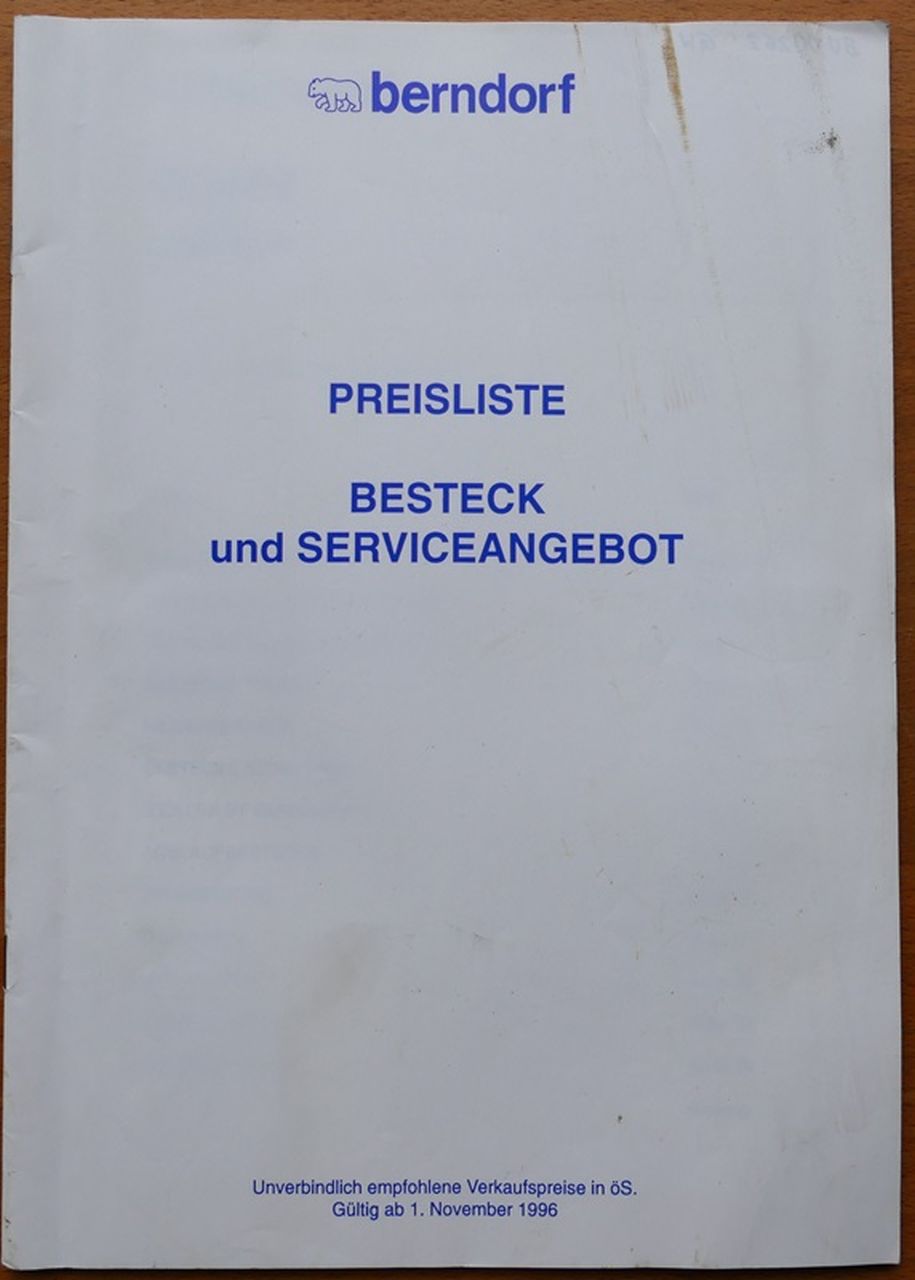 berndorf
PREISLISTE
BESTECK
und SERVICEANGEBOT
Unverbindlich empfohlene Verkaufspreise in öS.
Gültig ab 1. November 1996